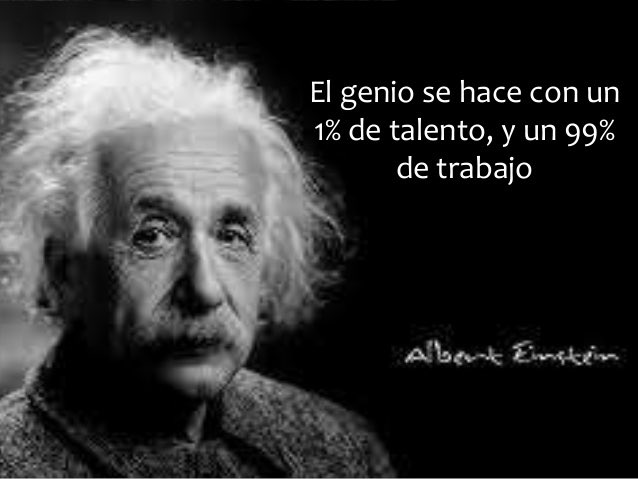 El genio se hace con un
1% de talento, y un 99%
de trabajo
Albert Einstein